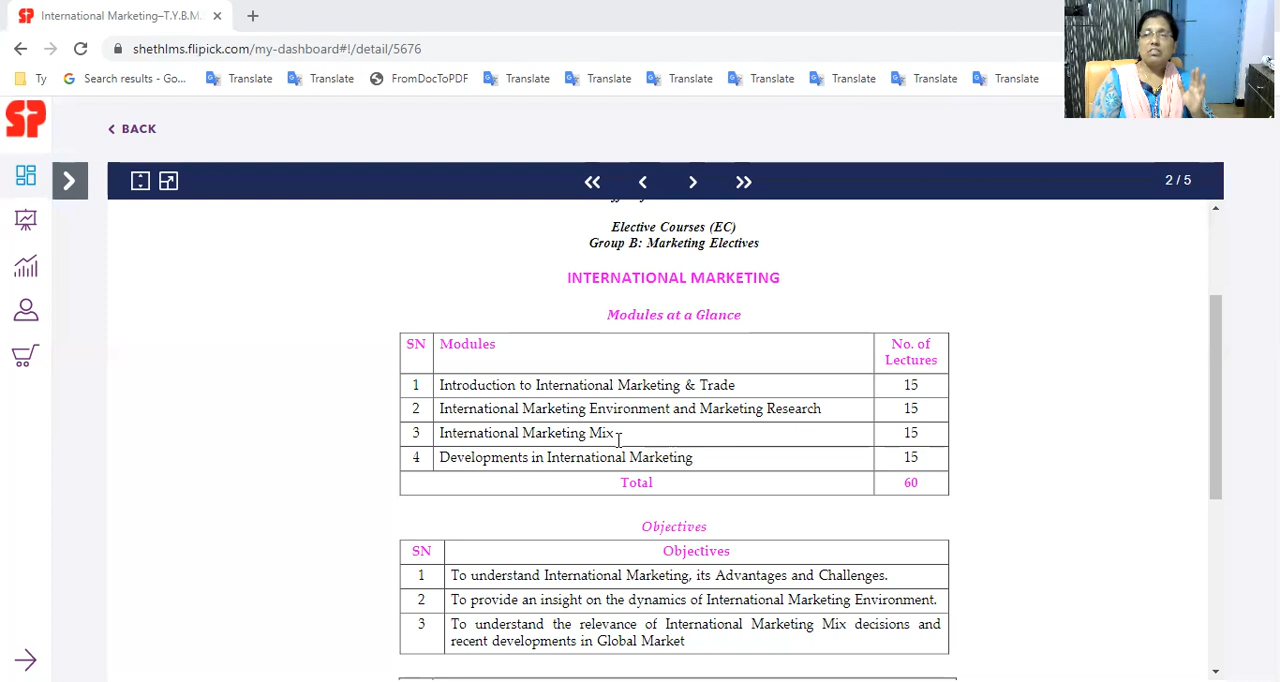 International Marketing–T.Y.B.M.
shethlms.flipick.com/my-dashboard#!/detail/5676
Ty
Search results - Go...
Translate
Translate
FromDocToPDF
Translate
Translate
Translate
Translate
Translate
Translate
Translate
SP
BACK
2 / 5
Elective Courses (EC)
Group B: Marketing Electives
INTERNATIONAL MARKETING
Modules at a Glance
SN Modules No. of
Lectures
1 Introduction to International Marketing & Trade 15
2 International Marketing Environment and Marketing Research 15
3 International Marketing Mix 15
4 Developments in International Marketing 15
Total 60
Objectives
SN Objectives
1 To understand International Marketing, its Advantages and Challenges.
2 To provide an insight on the dynamics of International Marketing Environment.
3 To understand the relevance of International Marketing Mix decisions and
recent developments in Global Market